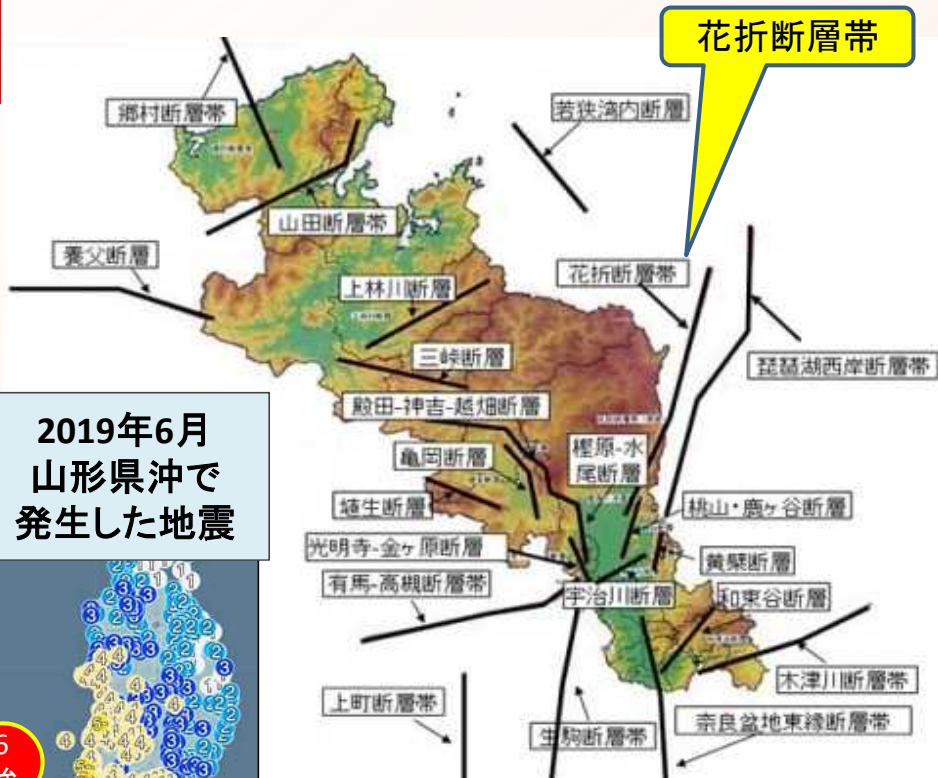 花折断層帯
郷村断層帯
若狭湾内断層
山田断層帯
養父断層
花折断層帯
上林川断層
琵琶湖西岸断層帯
三峠断層
殿田-神吉-越畑断層
2019年6月
山形県沖で
発生した地震
亀岡断層
樫原-水
尾断層
埴生断層
桃山・鹿ヶ谷断層
光明寺-金ヶ原断層
黄檗断層
有馬-高槻断層帯
宇治川断層
和束谷断層
木津川断層帯
上町断層帯
生駒断層帯
奈良盆地東縁断層帯
6